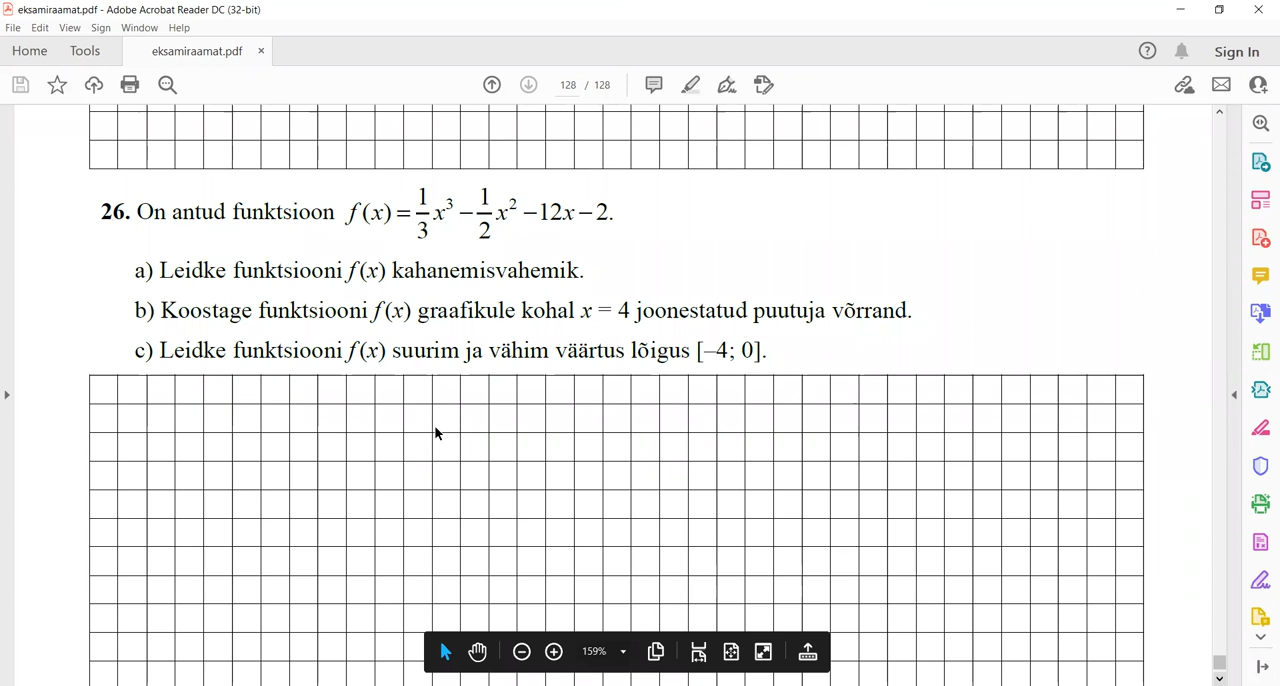 eksamiraamat.pdf - Adobe Acrobat Reader DC (32-bit)
File Edit View Sign Window Help
Home Tools eksamiraamat.pdf × Sign In
128 / 128
26. On antud funktsioon f(x) = 1/3 x³ − 1/2 x² − 12x − 2.
a) Leidke funktsiooni f(x) kahanemisvahemik.
b) Koostage funktsiooni f(x) graafikule kohal x = 4 joonestatud puutuja võrrand.
c) Leidke funktsiooni f(x) suurim ja vähim väärtus lõigus [–4; 0].
159%